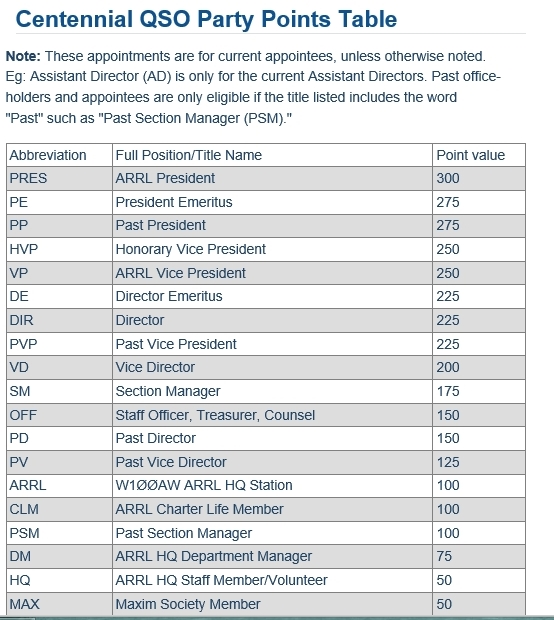 Centennial QSO Party Points Table
Note: These appointments are for current appointees, unless otherwise noted.
Eg: Assistant Director (AD) is only for the current Assistant Directors. Past office-
holders and appointees are only eligible if the title listed includes the word
"Past" such as "Past Section Manager (PSM)."
Abbreviation Full Position/Title Name Point value
PRES ARRL President 300
PE President Emeritus 275
PP Past President 275
HVP Honorary Vice President 250
VP ARRL Vice President 250
DE Director Emeritus 225
DIR Director 225
PVP Past Vice President 225
VD Vice Director 200
SM Section Manager 175
OFF Staff Officer, Treasurer, Counsel 150
PD Past Director 150
PV Past Vice Director 125
ARRL W1ØØAW ARRL HQ Station 100
CLM ARRL Charter Life Member 100
PSM Past Section Manager 100
DM ARRL HQ Department Manager 75
HQ ARRL HQ Staff Member/Volunteer 50
MAX Maxim Society Member 50